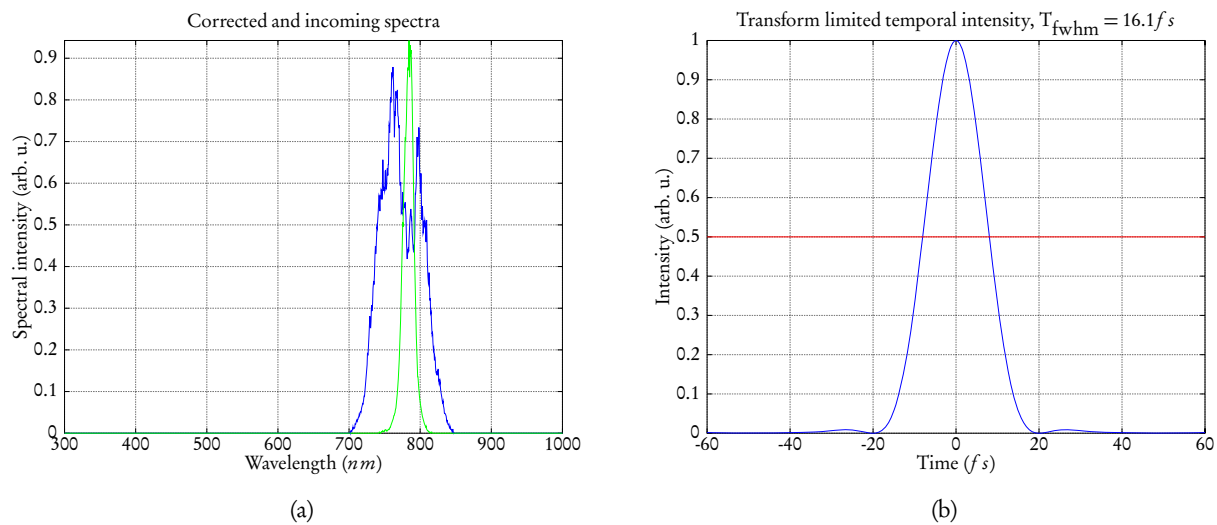 Corrected and incoming spectra
Spectral intensity (arb. u.)
0.9
0.8
0.7
0.6
0.5
0.4
0.3
0.2
0.1
0
300 400 500 600 700 800 900 1000
Wavelength (nm)
(a)
Transform limited temporal intensity, T_fwhm = 16.1 fs
Intensity (arb. u.)
1
0.9
0.8
0.7
0.6
0.5
0.4
0.3
0.2
0.1
0
-60 -40 -20 0 20 40 60
Time (fs)
(b)